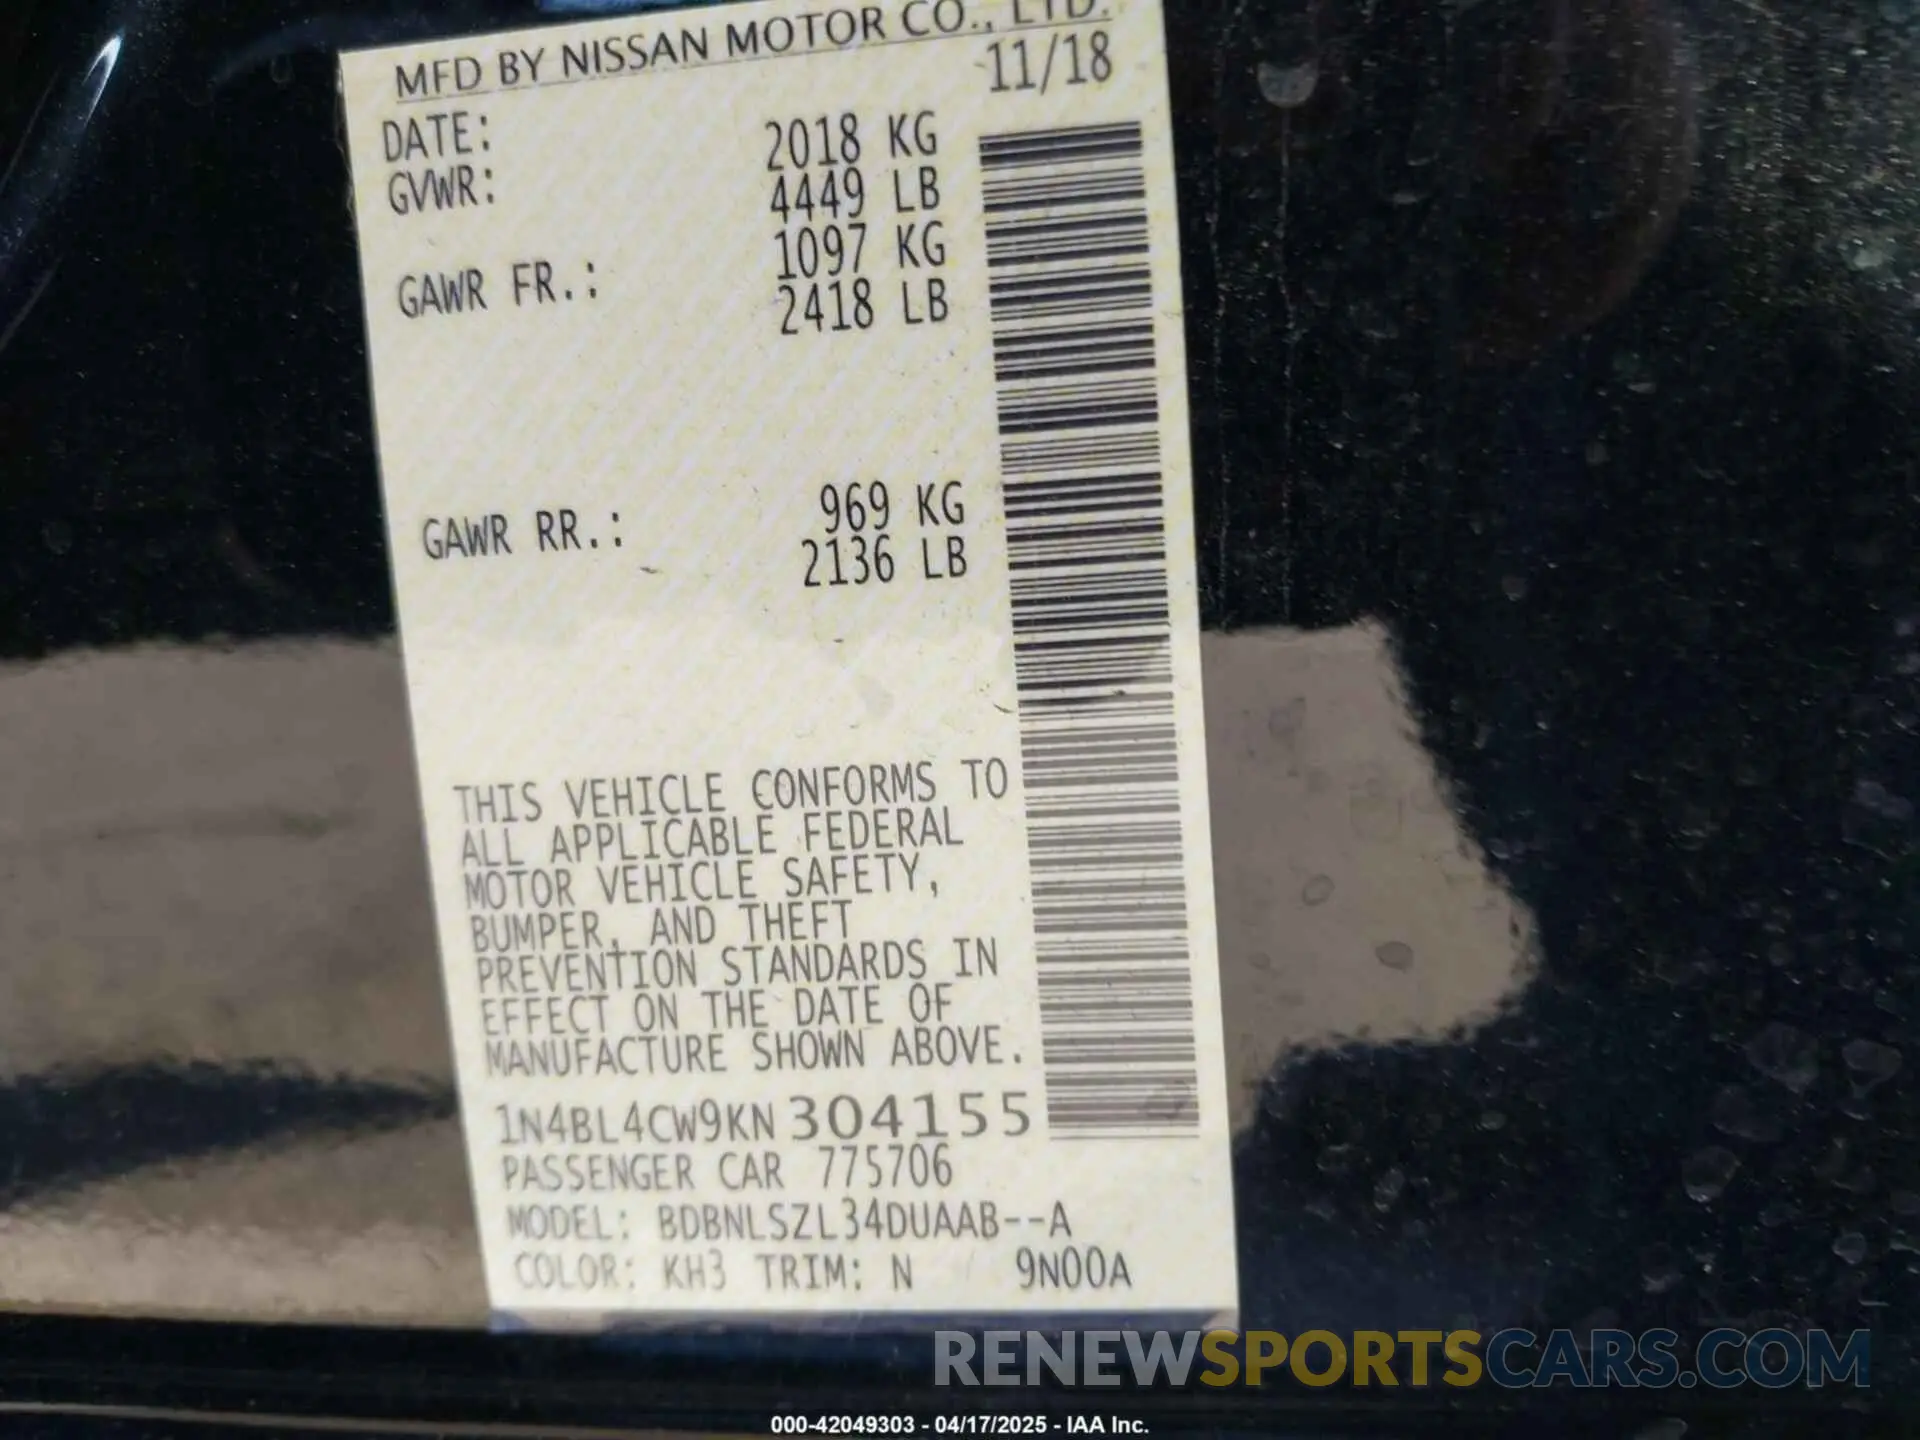 MFD BY NISSAN MOTOR CO., LTD.
DATE: 11/18
GVWR: 2018 KG
4449 LB
GAWR FR.: 1097 KG
2418 LB
GAWR RR.: 969 KG
2136 LB
THIS VEHICLE CONFORMS TO
ALL APPLICABLE FEDERAL
MOTOR VEHICLE SAFETY,
BUMPER, AND THEFT
PREVENTION STANDARDS IN
EFFECT ON THE DATE OF
MANUFACTURE SHOWN ABOVE.
1N4BL4CW9KN304155
PASSENGER CAR 775706
MODEL: BDBNLSZL34DUAAB--A
COLOR: KH3 TRIM: N 9N00A
RENEWSPORTSCARS.COM
000-42049303 - 04/17/2025 - IAA Inc.